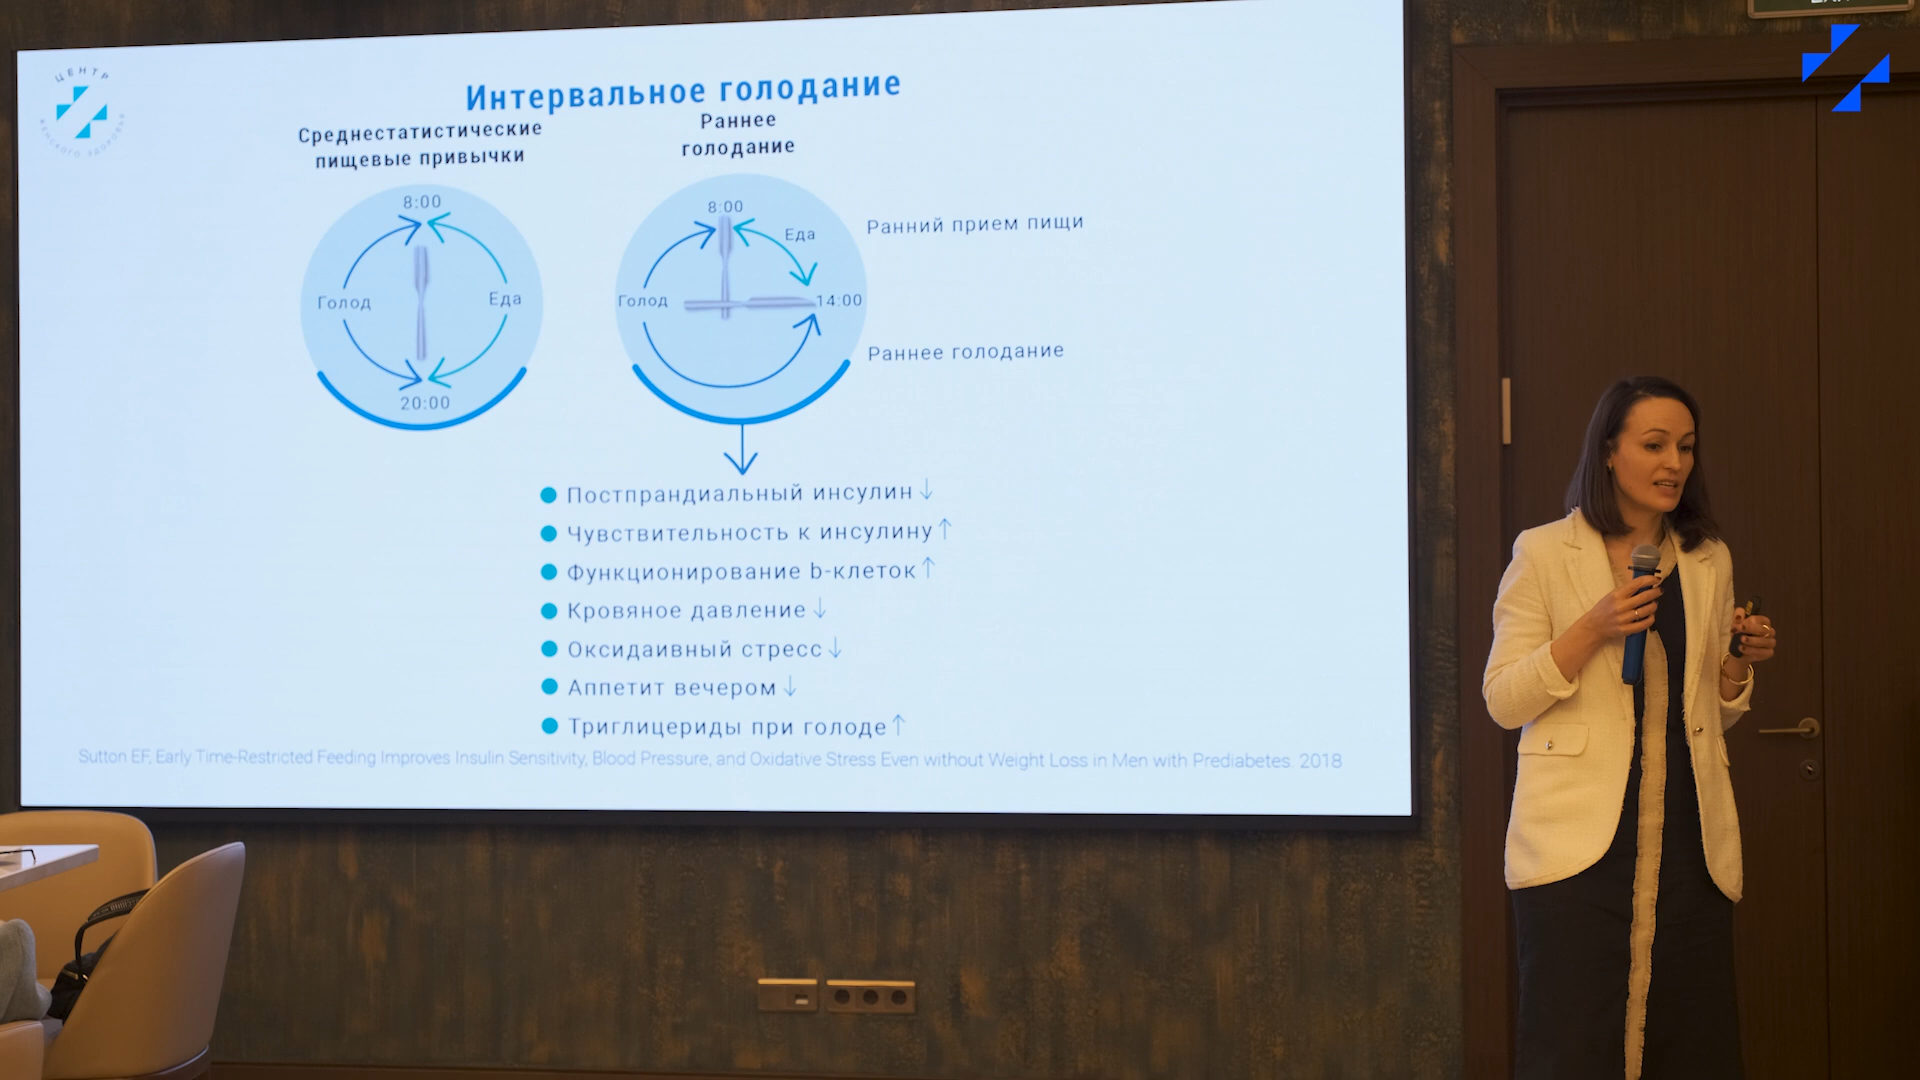 ЦЕНТР
ЖЕНСКОГО ЗДОРОВЬЯ
Интервальное голодание
Среднестатистические
пищевые привычки
Раннее
голодание
8:00
Голод
Еда
20:00
8:00
Еда
Голод
14:00
Ранний прием пищи
Раннее голодание
Постпрандиальный инсулин ↓
Чувствительность к инсулину ↑
Функционирование b-клеток ↑
Кровяное давление ↓
Оксидаивный стресс ↓
Аппетит вечером ↓
Триглицериды при голоде ↑
Sutton EF, Early Time-Restricted Feeding Improves Insulin Sensitivity, Blood Pressure, and Oxidative Stress Even without Weight Loss in Men with Prediabetes. 2018